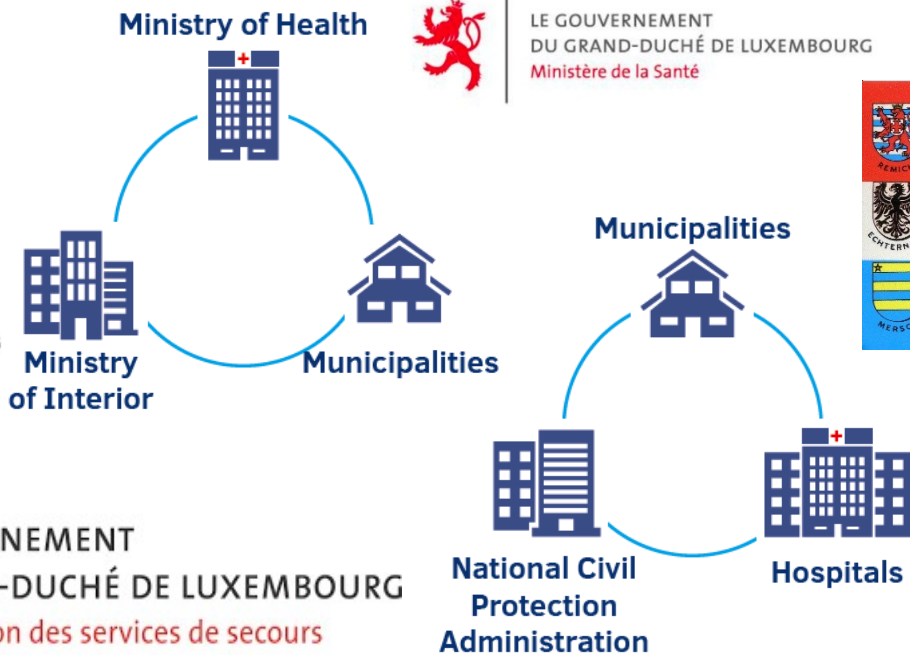 Ministry of Health
LE GOUVERNEMENT
DU GRAND-DUCHÉ DE LUXEMBOURG
Ministère de la Santé
Municipalities
Ministry
of Interior
Municipalities
NEMENT
-DUCHÉ DE LUXEMBOURG
on des services de secours
National Civil
Protection
Administration
Hospitals